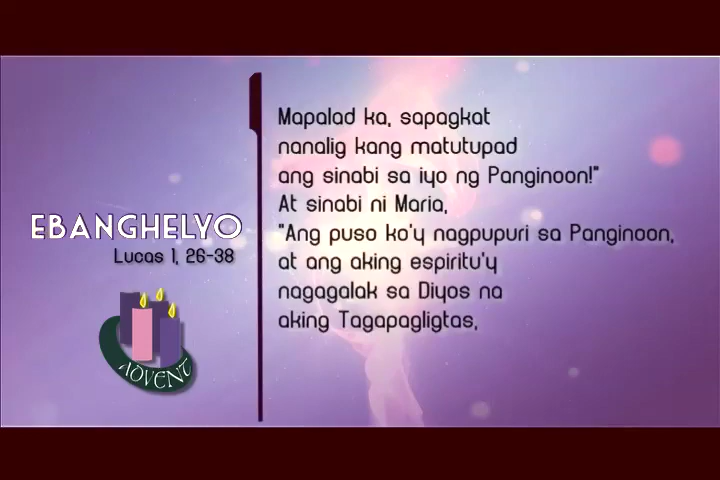 EBANGHELYO
Lucas 1, 26-38
ADVENT
Mapalad ka, sapagkat
nanalig kang matutupad
ang sinabi sa iyo ng Panginoon!"
At sinabi ni Maria,
"Ang puso ko'y nagpupuri sa Panginoon,
at ang aking espiritu'y
nagagalak sa Diyos na
aking Tagapagligtas,